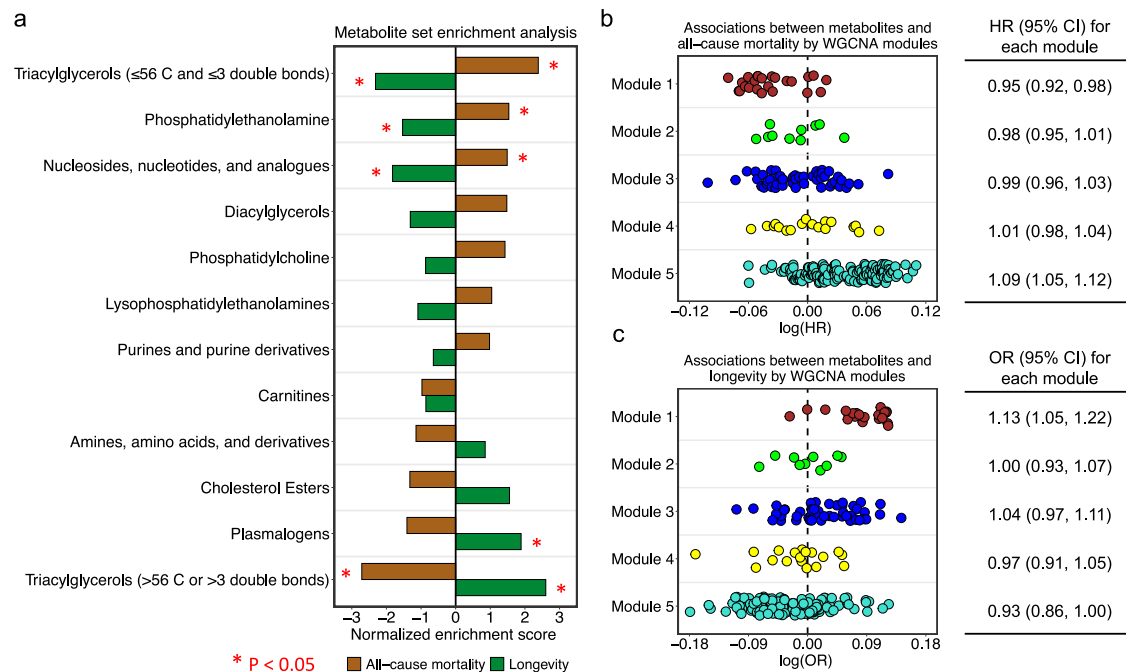 a
Metabolite set enrichment analysis
Triacylglycerols (≤56 C and ≤3 double bonds)
* *
Phosphatidylethanolamine
* *
Nucleosides, nucleotides, and analogues
* *
Diacylglycerols
Phosphatidylcholine
Lysophosphatidylethanolamines
Purines and purine derivatives
Carnitines
Amines, amino acids, and derivatives
Cholesterol Esters
Plasmalogens
*
Triacylglycerols (>56 C or >3 double bonds)
* *
−3 −2 −1 0 1 2 3
Normalized enrichment score
* P < 0.05 All−cause mortality Longevity
b
Associations between metabolites and
all−cause mortality by WGCNA modules
HR (95% CI) for
each module
Module 1 0.95 (0.92, 0.98)
Module 2 0.98 (0.95, 1.01)
Module 3 0.99 (0.96, 1.03)
Module 4 1.01 (0.98, 1.04)
Module 5 1.09 (1.05, 1.12)
−0.12 −0.06 0.00 0.06 0.12
log(HR)
c
Associations between metabolites and
longevity by WGCNA modules
OR (95% CI) for
each module
Module 1 1.13 (1.05, 1.22)
Module 2 1.00 (0.93, 1.07)
Module 3 1.04 (0.97, 1.11)
Module 4 0.97 (0.91, 1.05)
Module 5 0.93 (0.86, 1.00)
−0.18 −0.09 0.00 0.09 0.18
log(OR)